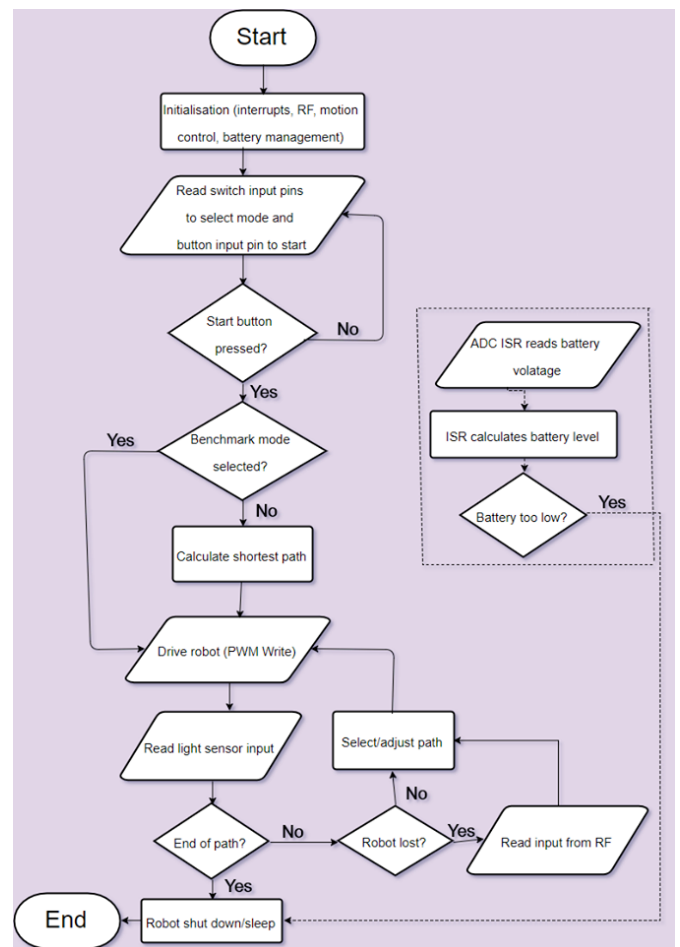 Start
Initialisation (interrupts, RF, motion
control, battery management)
Read switch input pins
to select mode and
button input pin to start
Start button
pressed?
No
Yes
Benchmark mode
selected?
Yes
No
Calculate shortest path
Drive robot (PWM Write)
Read light sensor input
End of path?
No
Yes
Robot lost?
No
Yes
Select/adjust path
Read input from RF
Robot shut down/sleep
End
ADC ISR reads battery
volatage
ISR calculates battery level
Battery too low?
Yes